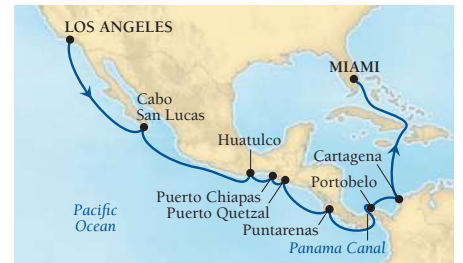 LOS ANGELES
MIAMI
Cabo
San Lucas
Huatulco
Cartagena
Puerto Chiapas
Portobelo
Puerto Quetzal
Puntarenas
Pacific
Ocean
Panama Canal